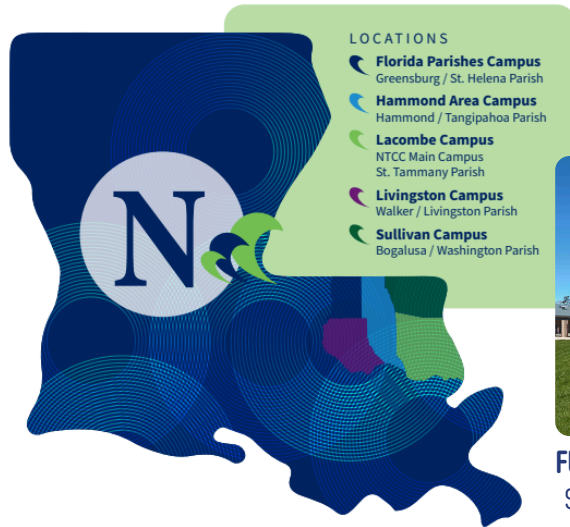 LOCATIONS
Florida Parishes Campus
Greensburg / St. Helena Parish
Hammond Area Campus
Hammond / Tangipahoa Parish
Lacombe Campus
NTCC Main Campus
St. Tammany Parish
Livingston Campus
Walker / Livingston Parish
Sullivan Campus
Bogalusa / Washington Parish
N